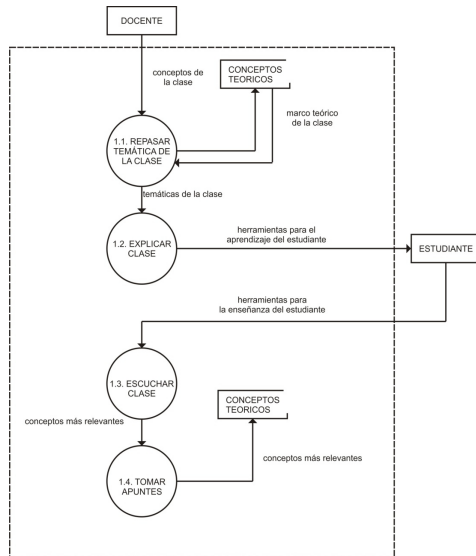 DOCENTE
conceptos de
la clase
CONCEPTOS
TEORICOS
marco teórico
de la clase
1.1. REPASAR
TEMÁTICA DE
LA CLASE
temáticas de la clase
1.2. EXPLICAR
CLASE
herramientas para el
aprendizaje del estudiante
ESTUDIANTE
herramientas para
la enseñanza del estudiante
1.3. ESCUCHAR
CLASE
CONCEPTOS
TEORICOS
conceptos más relevantes
1.4. TOMAR
APUNTES
conceptos más relevantes